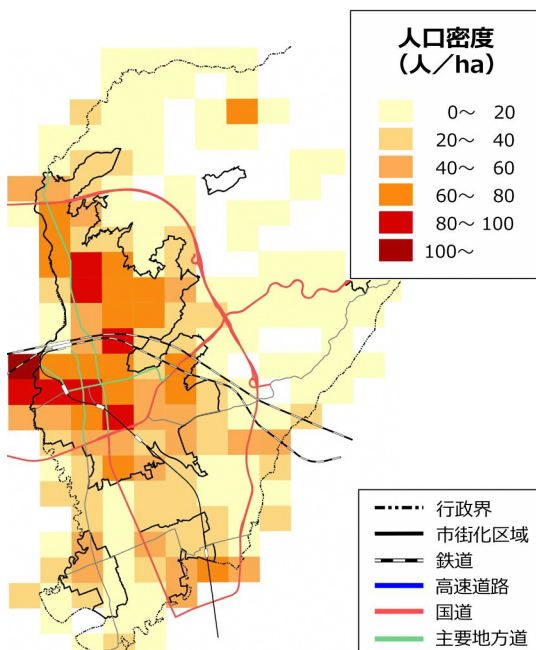 人口密度
（人／ha）
0～ 20
20～ 40
40～ 60
60～ 80
80～ 100
100～
行政界
市街化区域
鉄道
高速道路
国道
主要地方道